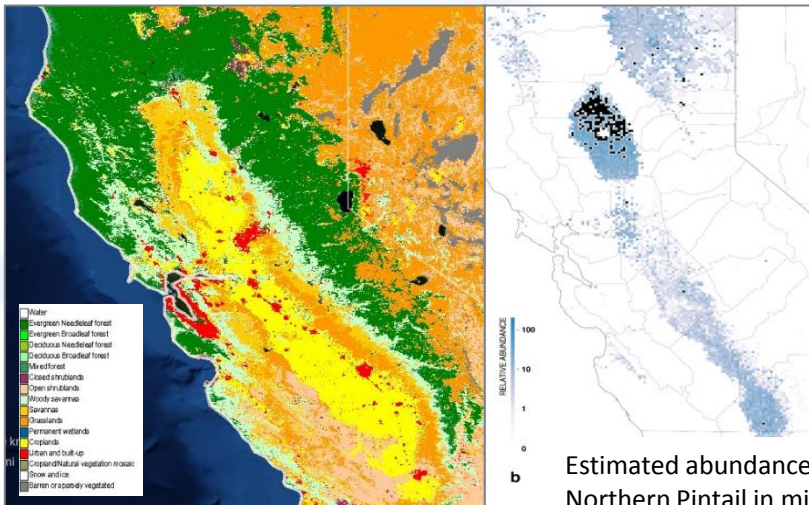 Water
Evergreen Needleleaf forest
Evergreen Broadleaf forest
Deciduous Needleleaf forest
Deciduous Broadleaf forest
Mixed forest
Closed shrublands
Open shrublands
Woody savannas
Savannas
Grasslands
Permanent wetlands
Croplands
Urban and built-up
Cropland/Natural vegetation mosaic
Snow and ice
Barren or sparsely vegetated
RELATIVE ABUNDANCE
100
10
1
0
b
Estimated abundance
Northern Pintail in mi